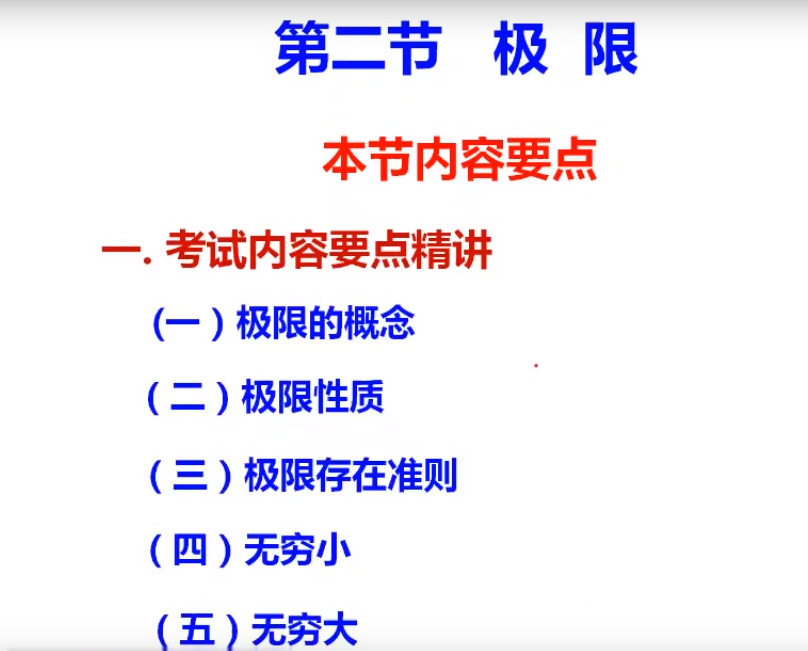 第二节 极 限
本节内容要点
一. 考试内容要点精讲
(一）极限的概念
（二）极限性质
（三）极限存在准则
（四）无穷小
（五）无穷大